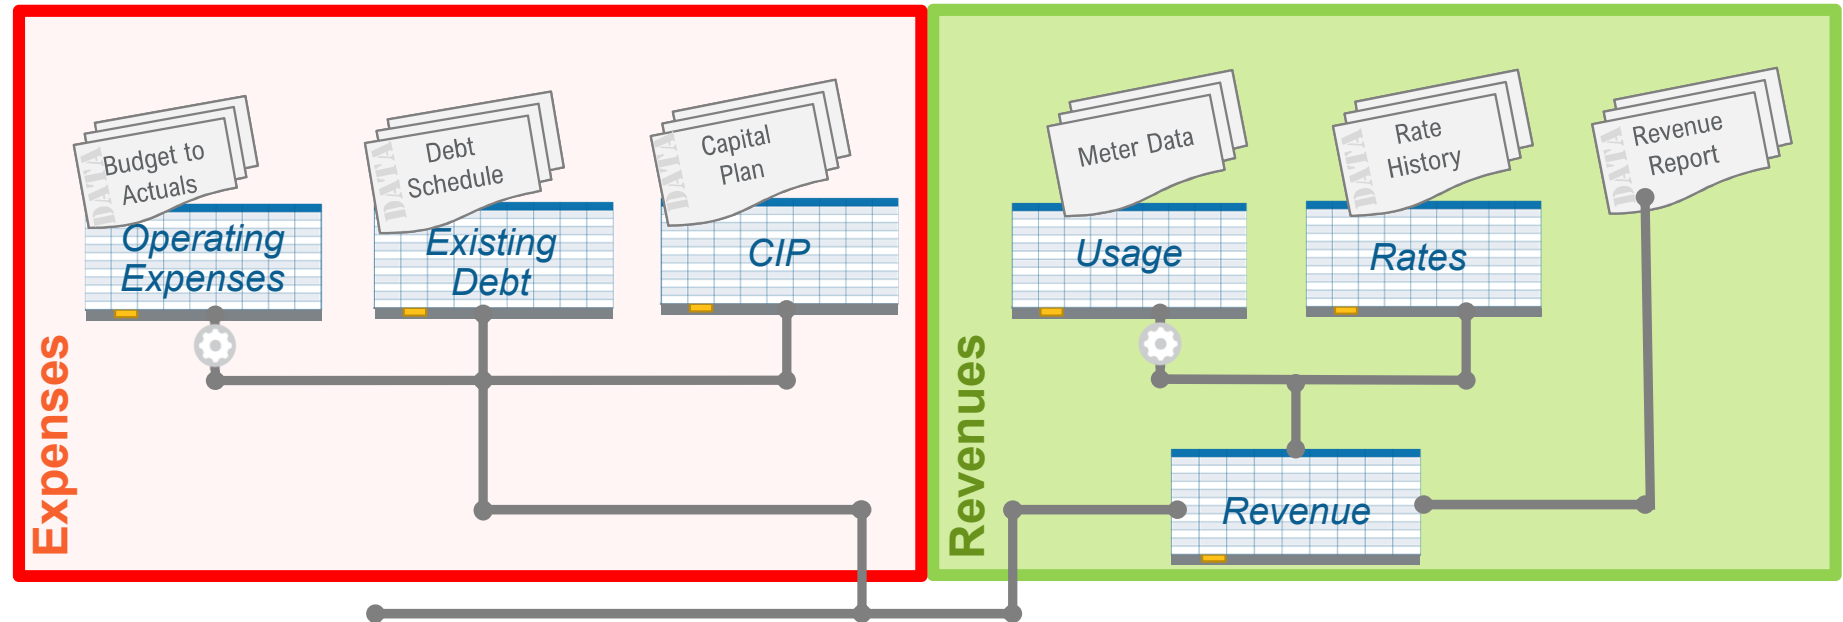 DATA
Budget to
Actuals
DATA
Debt
Schedule
DATA
Capital
Plan
Meter Data
DATA
Rate
History
DATA
Revenue
Report
Operating
Expenses
Existing
Debt
CIP
Usage
Rates
Expenses
Revenues
Revenue